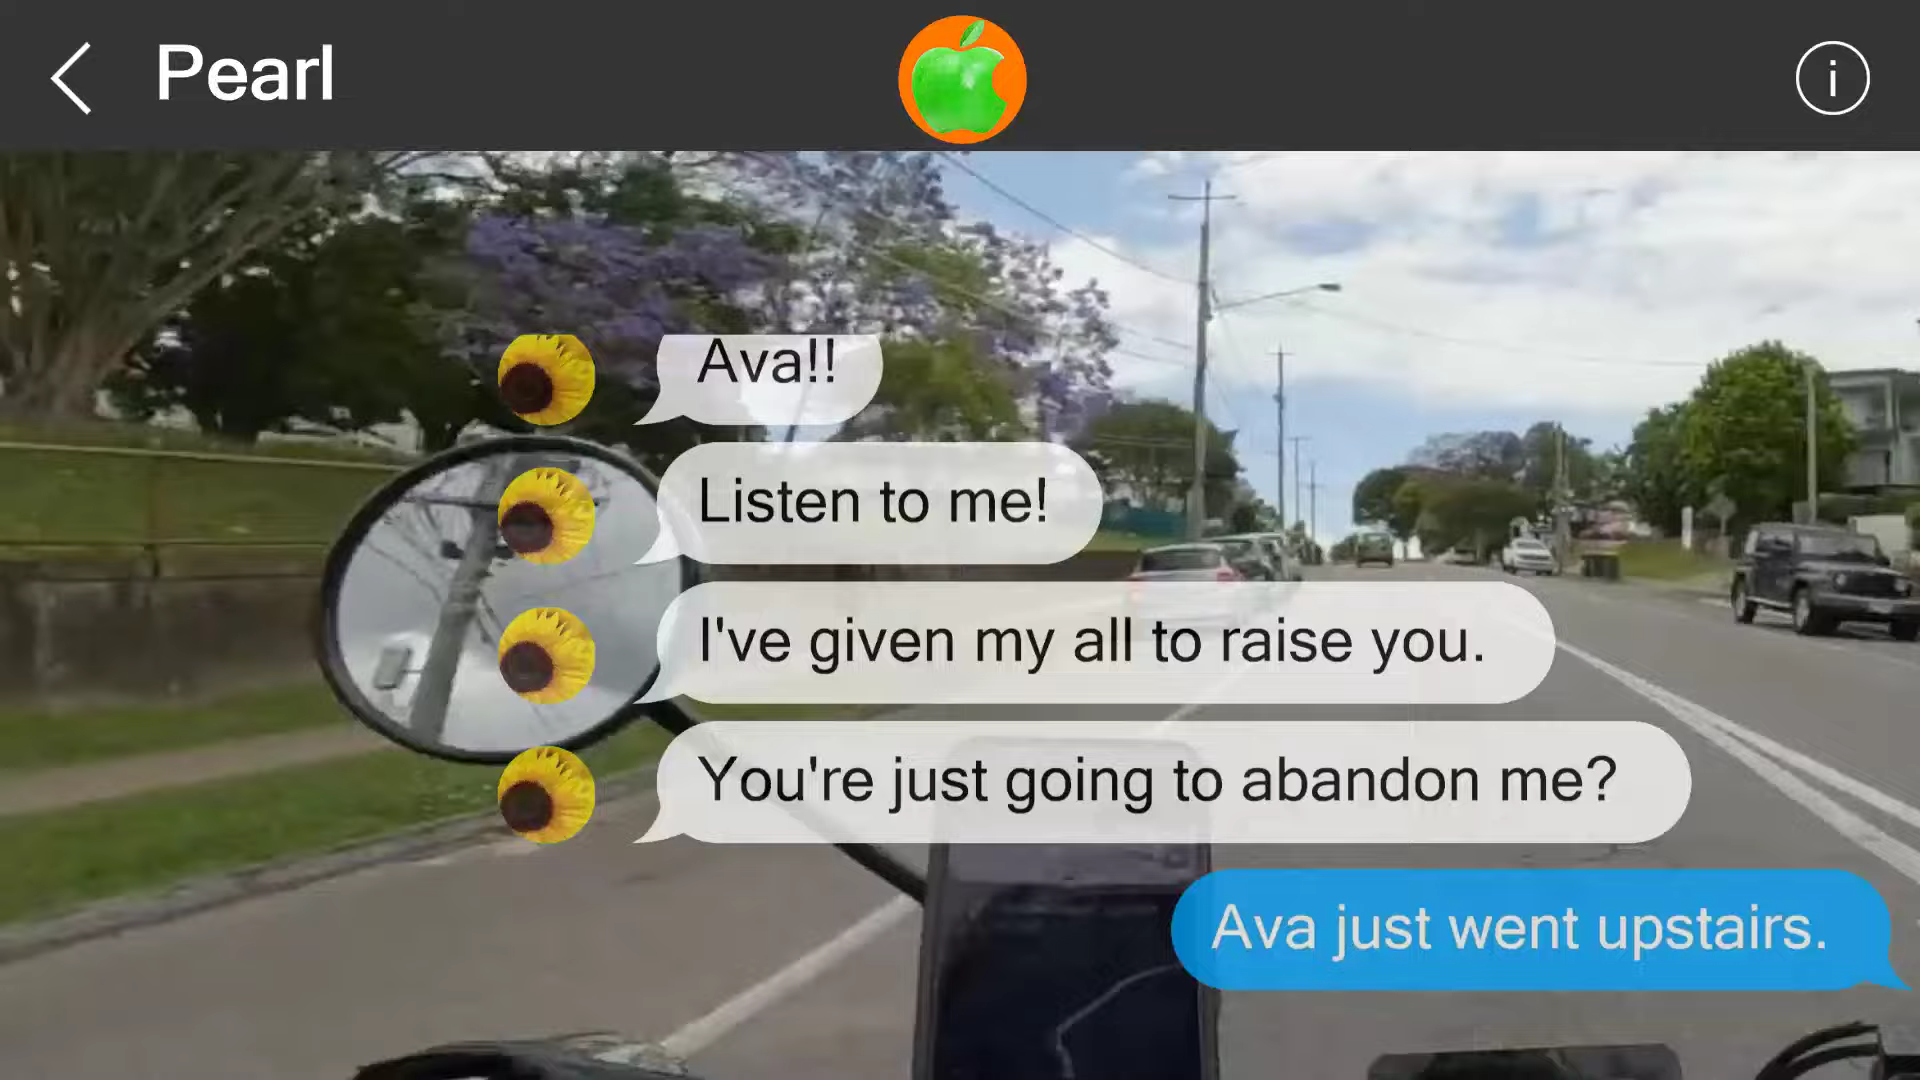 Pearl
i
Ava!!
Listen to me!
I've given my all to raise you.
You're just going to abandon me?
Ava just went upstairs.